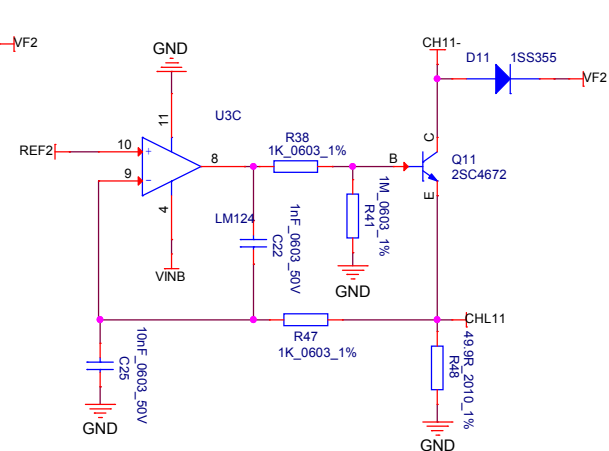 VF2
GND
CH11-
D11 1SS355
VF2
11
U3C
REF2
10
+
8
R38
1K_0603_1%
B
C
Q11
2SC4672
9
-
E
4
LM124
1nF_0603_50V
C22
1M_0603_1%
R41
VINB
GND
CHL11
R47
1K_0603_1%
10nF_0603_50V
C25
49.9R_2010_1%
R48
GND
GND